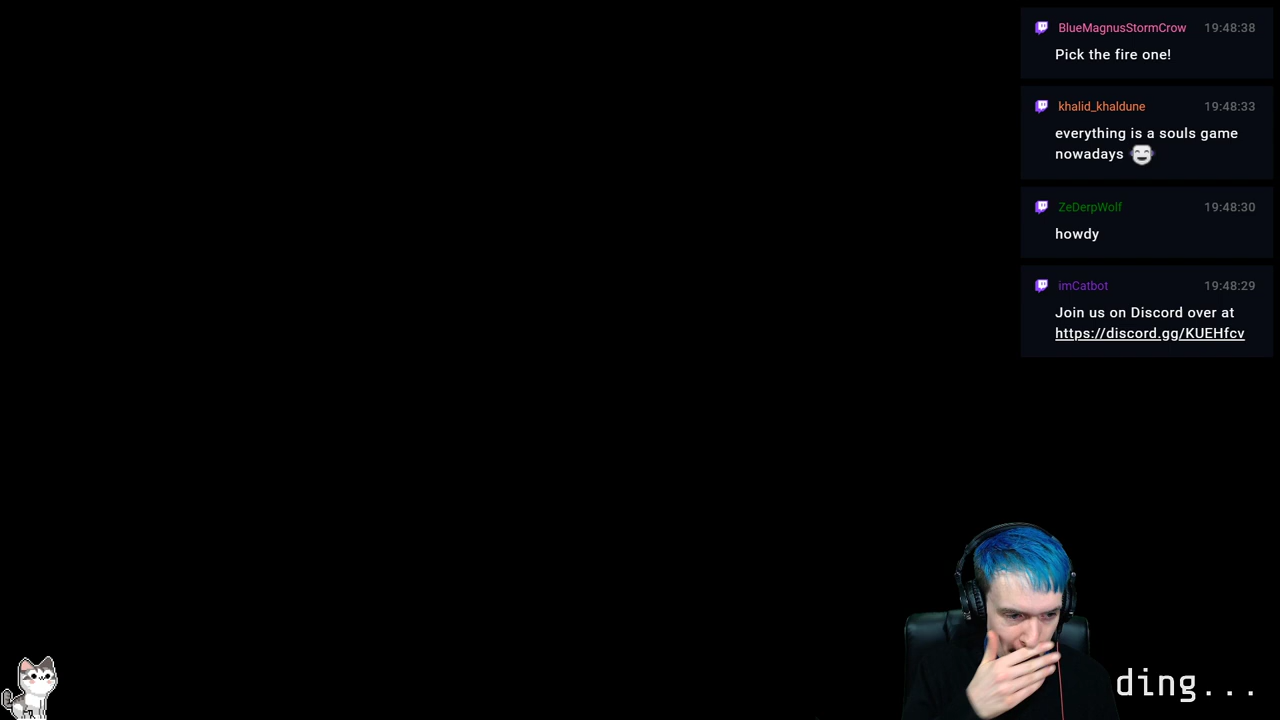 BlueMagnusStormCrow 19:48:38
Pick the fire one!
khalid_khaldune 19:48:33
everything is a souls game
nowadays
ZeDerpWolf 19:48:30
howdy
imCatbot 19:48:29
Join us on Discord over at
https://discord.gg/KUEHfcv
ding...